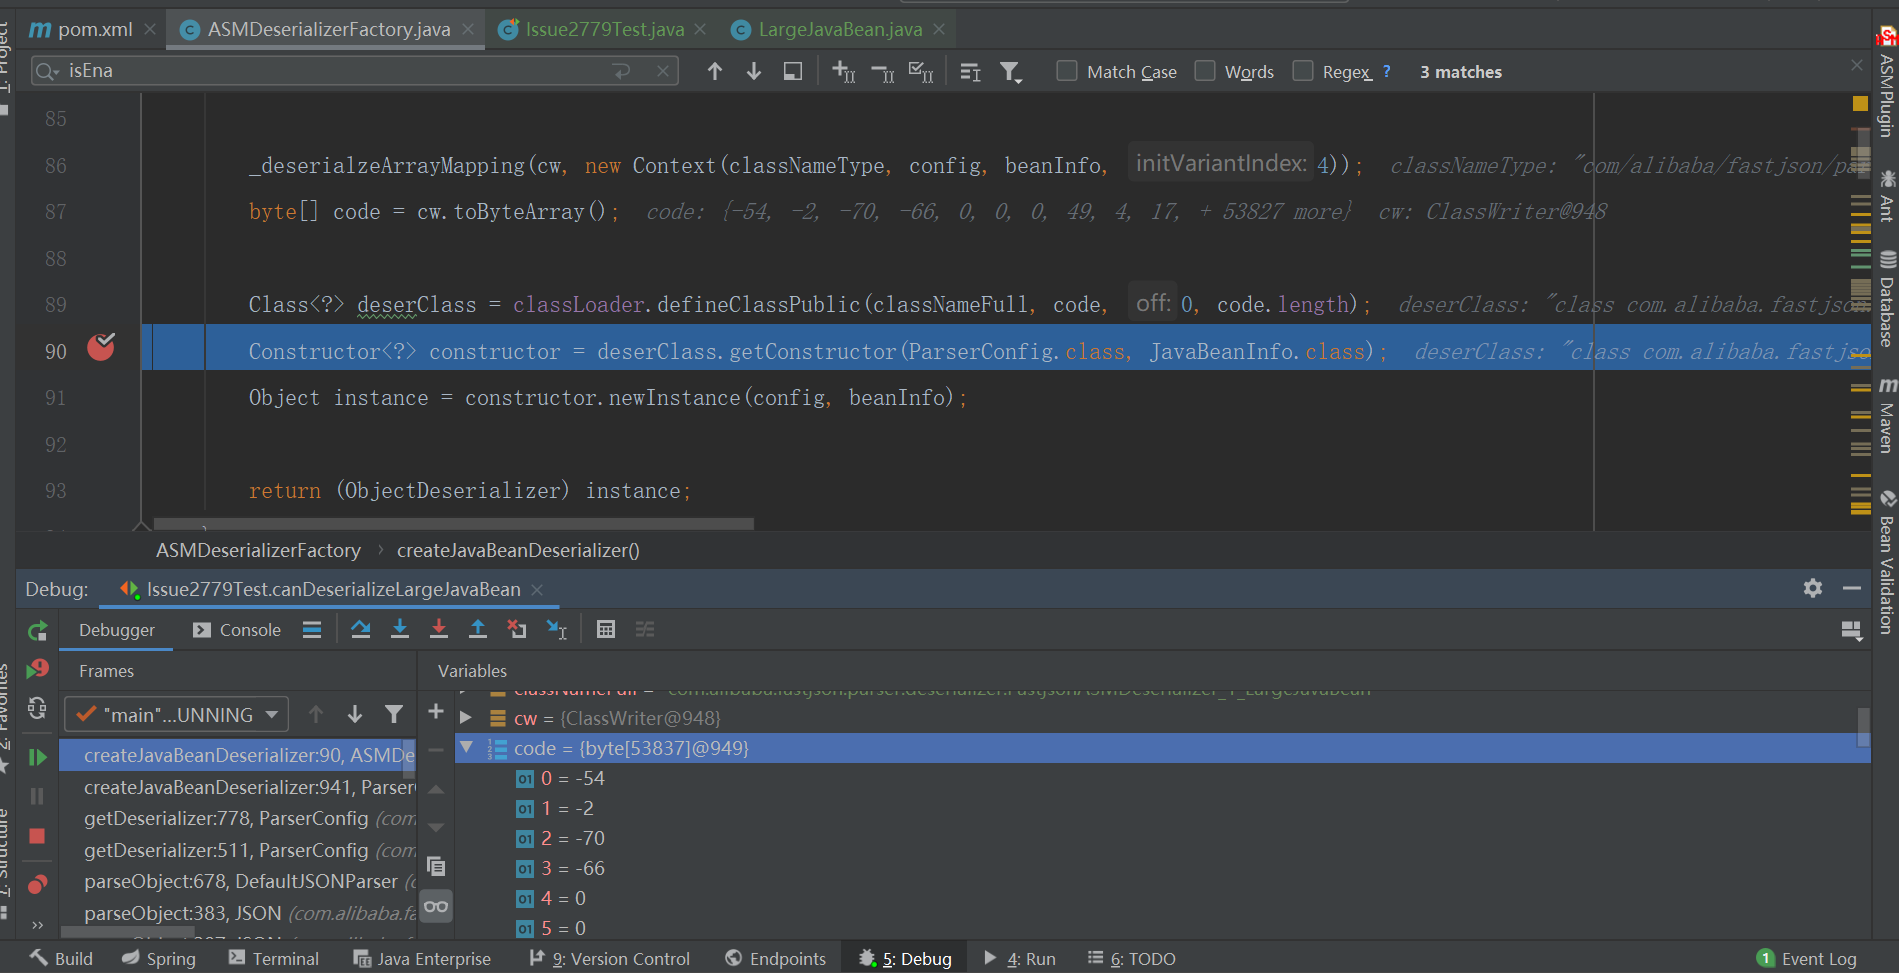 pom.xml ASMDeserializerFactory.java Issue2779Test.java LargeJavaBean.java
isEna Match Case Words Regex ? 3 matches
85
86 _deserialzeArrayMapping(cw, new Context(classNameType, config, beanInfo, initVariantIndex: 4)); classNameType: "com/alibaba/fastjson/pa
87 byte[] code = cw.toByteArray(); code: {-54, -2, -70, -66, 0, 0, 0, 49, 4, 17, + 53827 more} cw: ClassWriter@948
88
89 Class<?> deserClass = classLoader.defineClassPublic(classNameFull, code, off: 0, code.length); deserClass: "class com.alibaba.fastjson.
90 Constructor<?> constructor = deserClass.getConstructor(ParserConfig.class, JavaBeanInfo.class); deserClass: "class com.alibaba.fastjso
91 Object instance = constructor.newInstance(config, beanInfo);
92
93 return (ObjectDeserializer) instance;
ASMDeserializerFactory › createJavaBeanDeserializer()
Debug: Issue2779Test.canDeserializeLargeJavaBean
Debugger Console
Frames Variables
"main"...UNNING
classNameFull = "com.alibaba.fastjson.parser.deserializer.FastjsonASMDeserializer_1_LargeJavaBean"
cw = {ClassWriter@948}
code = {byte[53837]@949}
0 = -54
1 = -2
2 = -70
3 = -66
4 = 0
5 = 0
createJavaBeanDeserializer:90, ASMDe
createJavaBeanDeserializer:941, Parser
getDeserializer:778, ParserConfig (com
getDeserializer:511, ParserConfig (com
parseObject:678, DefaultJSONParser (c
parseObject:383, JSON (com.alibaba.fa
1: Project
2: Favorites
7: Structure
ASMPlugin
Ant
Database
Maven
Bean Validation
Build Spring Terminal Java Enterprise 9: Version Control Endpoints 5: Debug 4: Run 6: TODO 1 Event Log